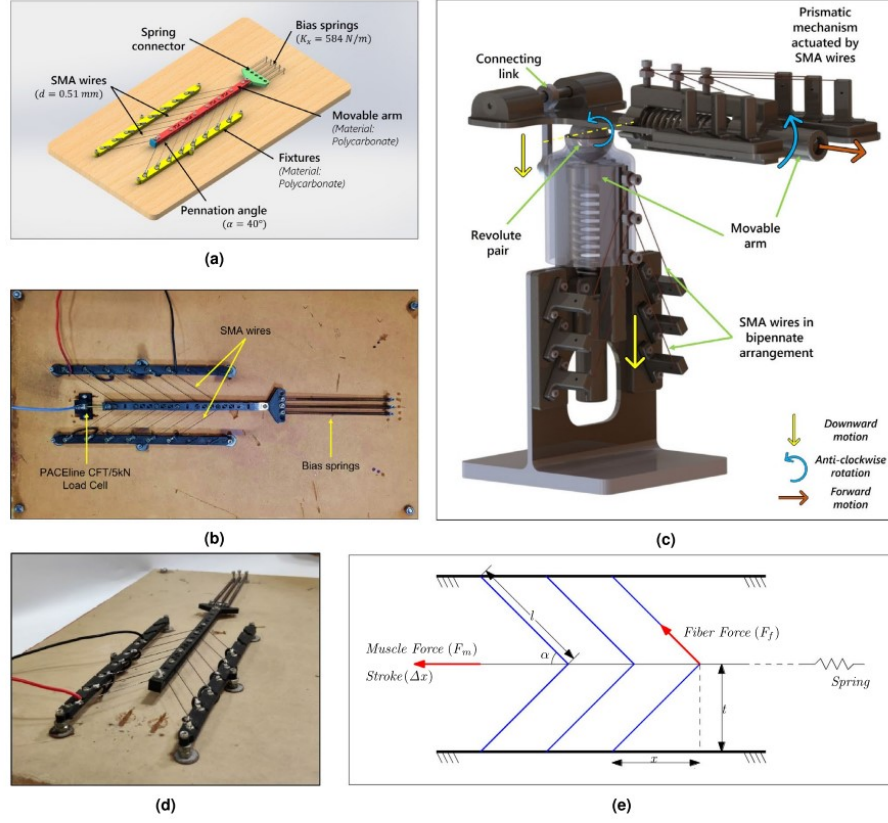 Spring
connector
Bias springs
(K_x = 584 N/m)
SMA wires
(d = 0.51 mm)
Movable arm
(Material:
Polycarbonate)
Fixtures
(Material:
Polycarbonate)
Pennation angle
(α = 40°)
(a)
SMA wires
PACEline CFT/5kN
Load Cell
Bias springs
(b)
Connecting
link
Prismatic
mechanism
actuated by
SMA wires
Revolute
pair
Movable
arm
SMA wires in
bipennate
arrangement
Downward
motion
Anti-clockwise
rotation
Forward
motion
(c)
(d)
l
Fiber Force (F_f)
Muscle Force (F_m)
α
Stroke(Δx)
Spring
t
x
(e)